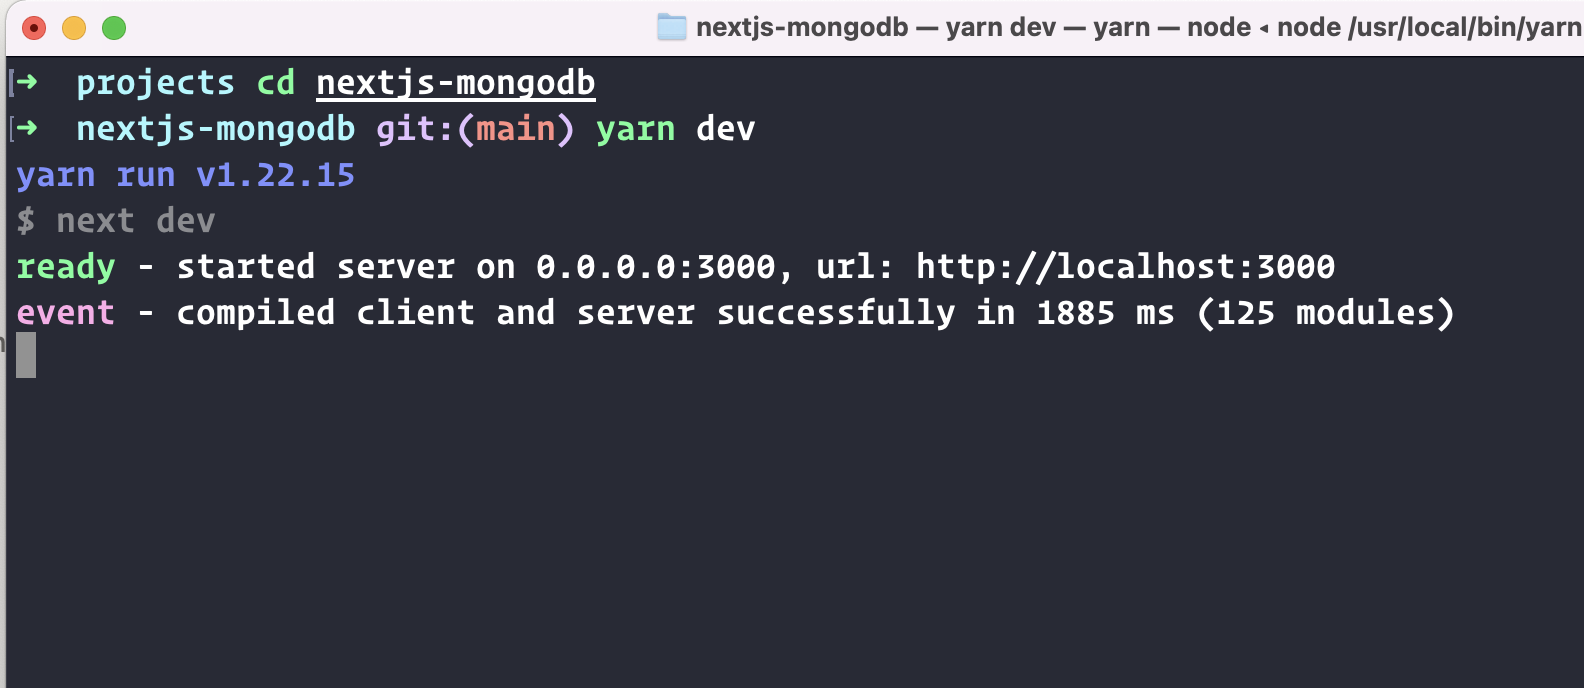 nextjs-mongodb — yarn dev — yarn — node ◂ node /usr/local/bin/yarn
[➜  projects cd nextjs-mongodb
[➜  nextjs-mongodb git:(main) yarn dev
yarn run v1.22.15
$ next dev
ready - started server on 0.0.0.0:3000, url: http://localhost:3000
event - compiled client and server successfully in 1885 ms (125 modules)